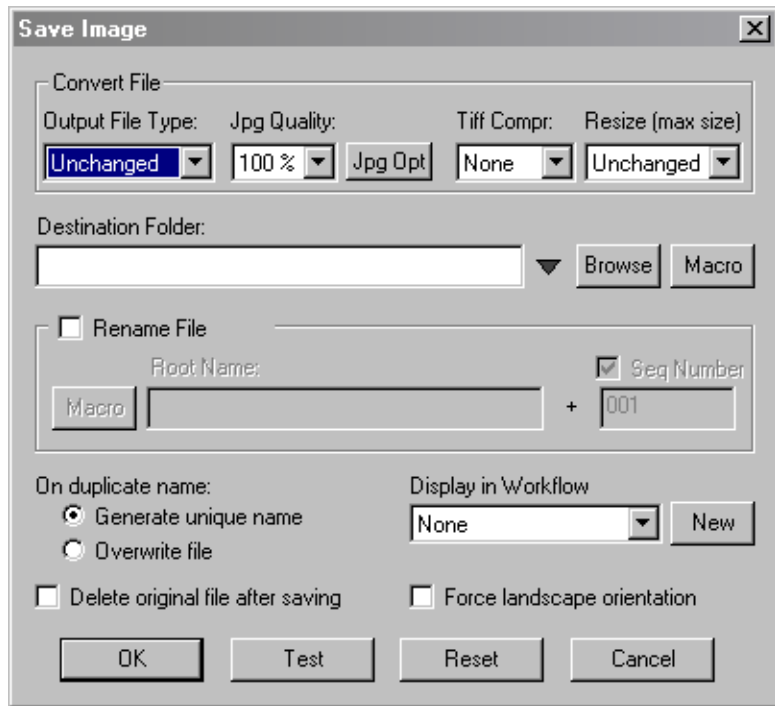 Save Image
Convert File
Output File Type: Jpg Quality: Tiff Compr: Resize (max size)
Unchanged 100 % Jpg Opt None Unchanged
Destination Folder:
Browse Macro
Rename File
Root Name: Seq Number
Macro + 001
On duplicate name: Display in Workflow
Generate unique name None New
Overwrite file
Delete original file after saving Force landscape orientation
OK Test Reset Cancel